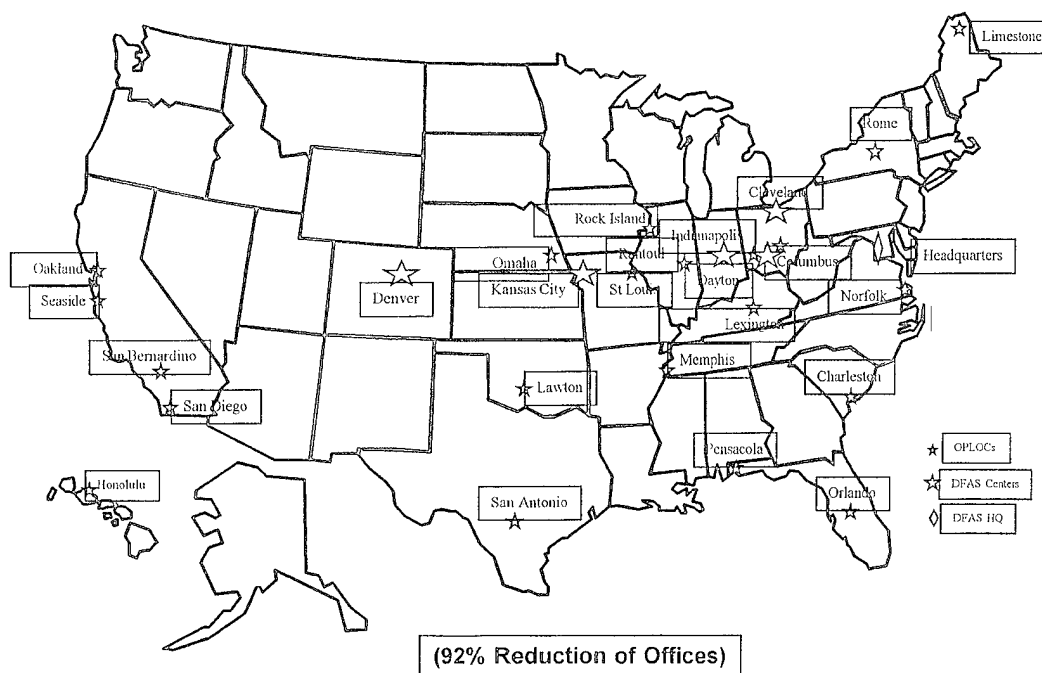 Limestone
Rome
Cleveland
Rock Island
Indianapolis
Rantoul
Oakland
Omaha
Columbus
Headquarters
Denver
Kansas City
St Louis
Dayton
Seaside
Norfolk
Lexington
San Bernardino
Memphis
Charleston
San Diego
Lawton
Pensacola
OPLOCs
Honolulu
San Antonio
Orlando
DFAS Centers
DFAS HQ
(92% Reduction of Offices)